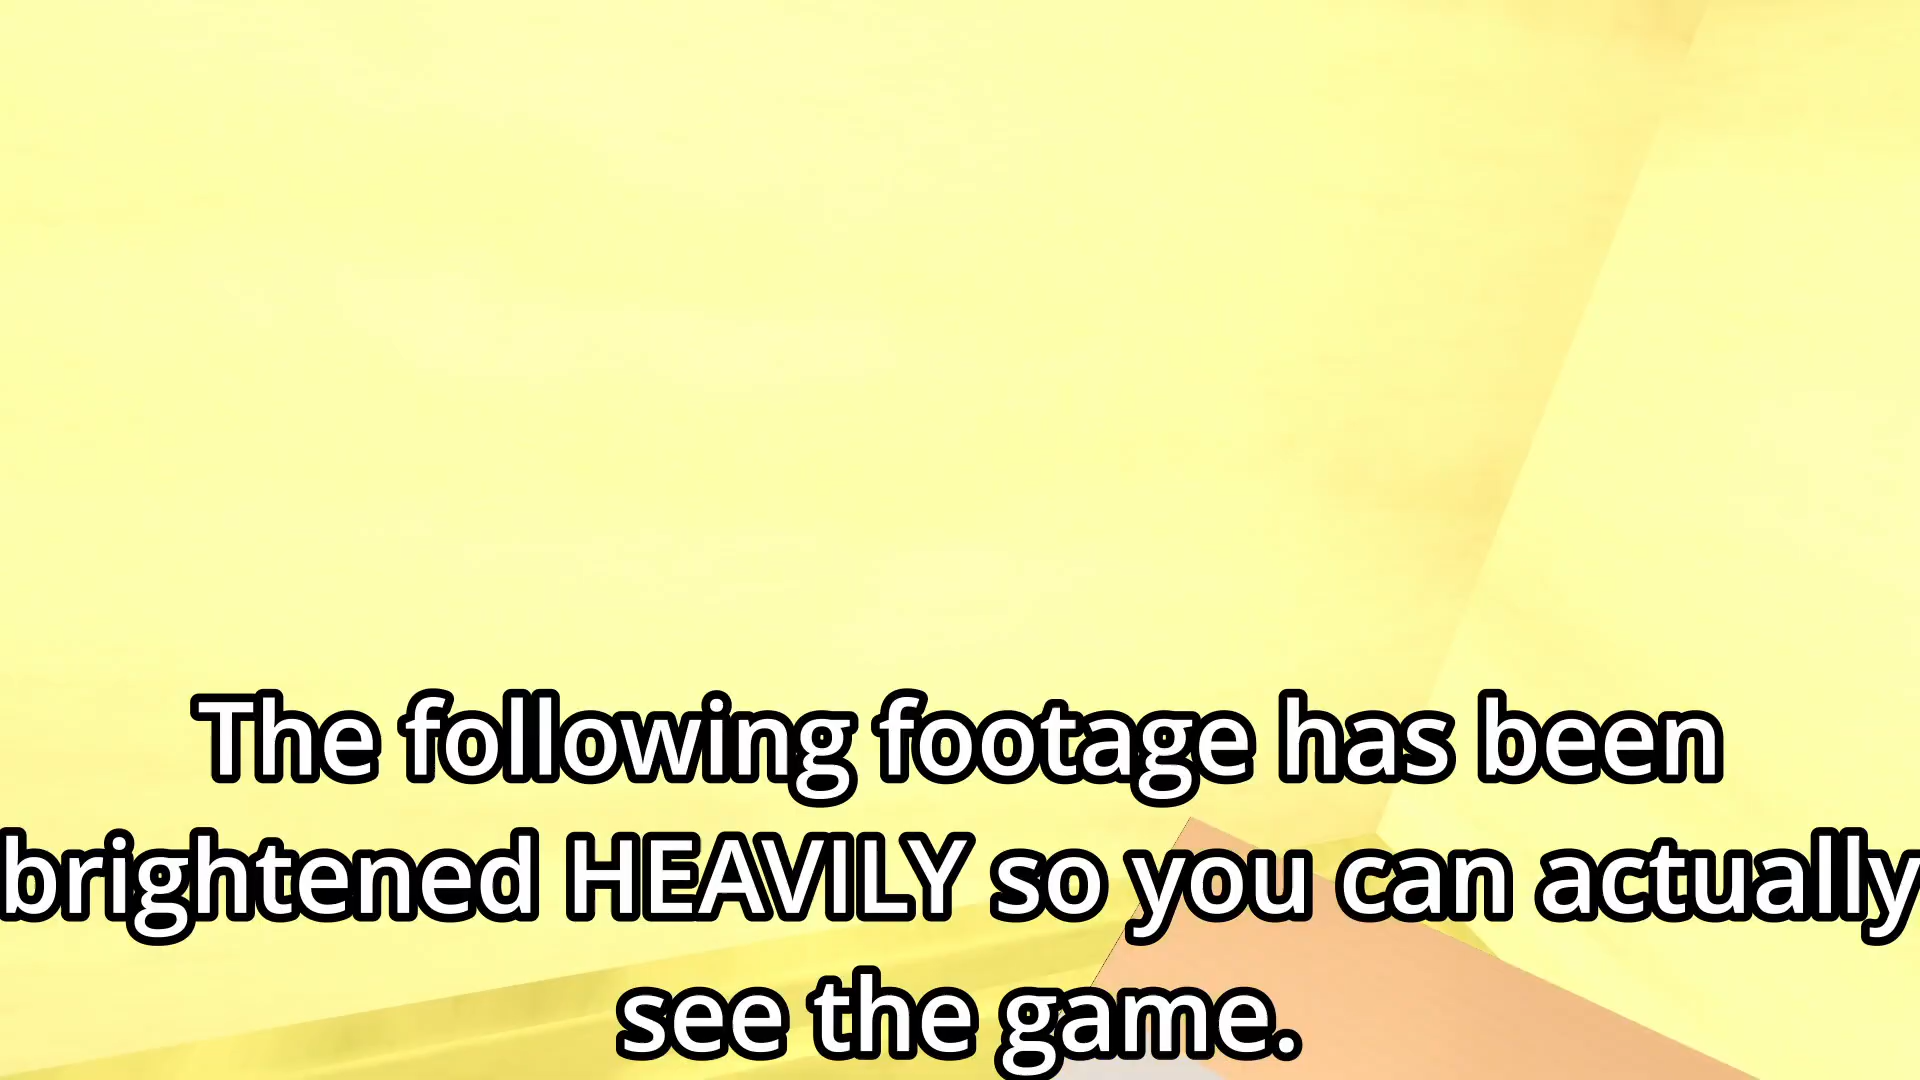 The following footage has been
brightened HEAVILY so you can actually
see the game.